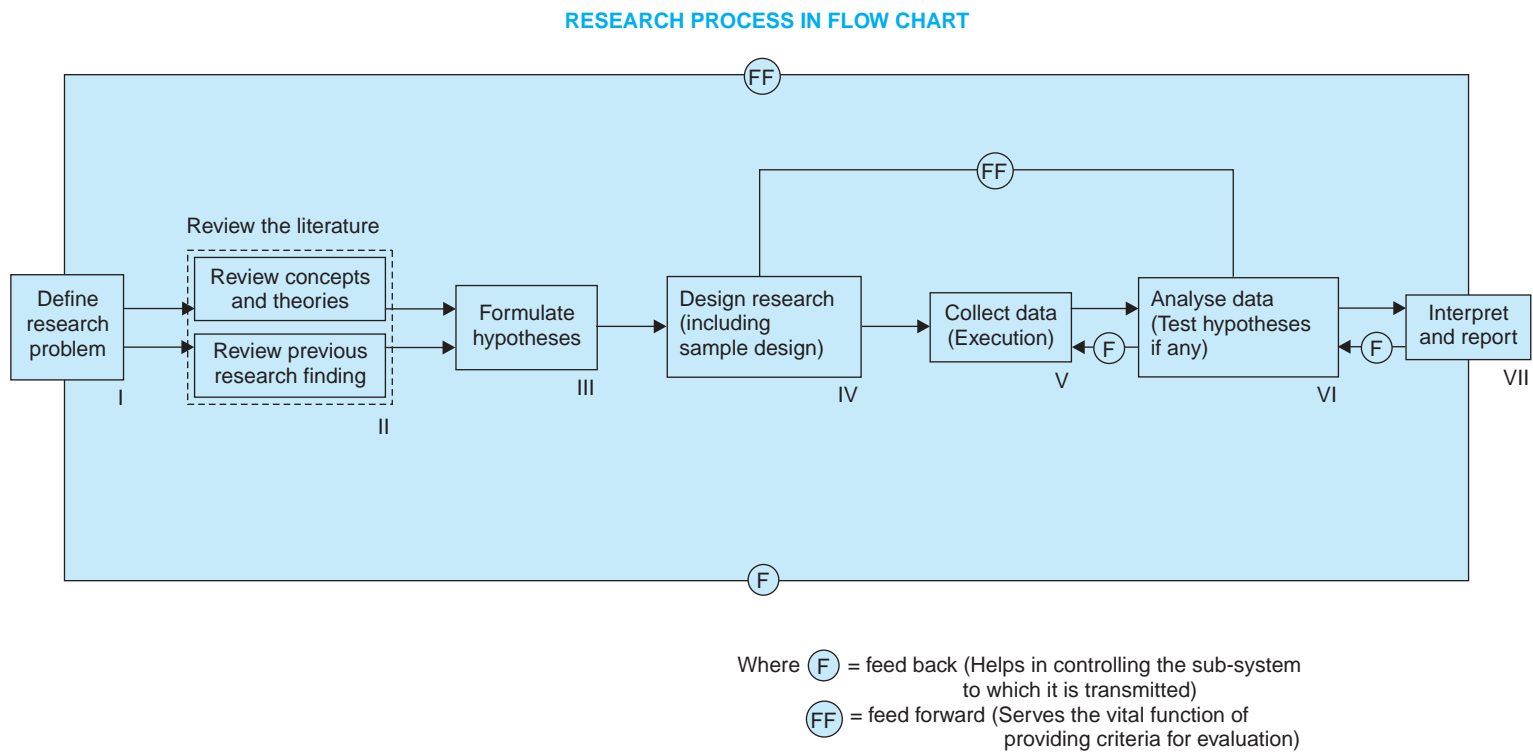 RESEARCH PROCESS IN FLOW CHART
FF
FF
Review the literature
Review concepts
and theories
Review previous
research finding
II
Define
research
problem
I
Formulate
hypotheses
III
Design research
(including
sample design)
IV
Collect data
(Execution)
V
F
Analyse data
(Test hypotheses
if any)
VI
F
Interpret
and report
VII
F
Where F = feed back (Helps in controlling the sub-system
to which it is transmitted)
FF = feed forward (Serves the vital function of
providing criteria for evaluation)